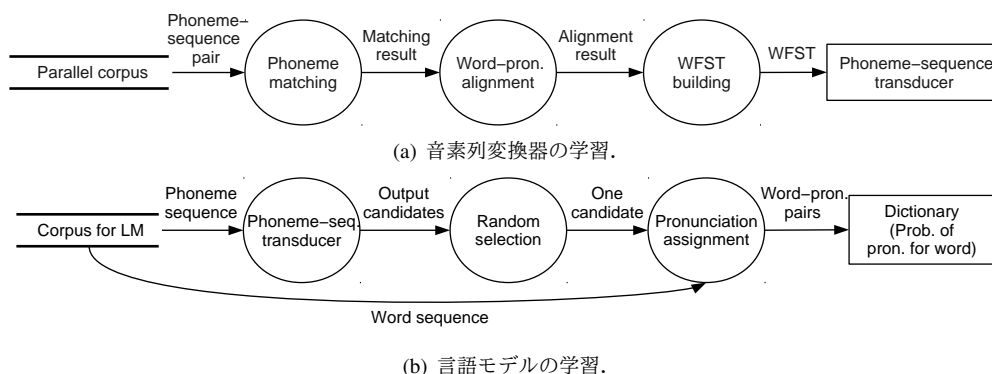 Phoneme−
sequence
pair
Parallel corpus
Phoneme
matching
Matching
result
Word−pron.
alignment
Alignment
result
WFST
building
WFST
Phoneme−sequence
transducer
(a) 音素列変換器の学習.
Phoneme
sequence
Corpus for LM
Phoneme−seq.
transducer
Output
candidates
Random
selection
One
candidate
Pronunciation
assignment
Word−pron.
pairs
Dictionary
(Prob. of
pron. for word)
Word sequence
(b) 言語モデルの学習.